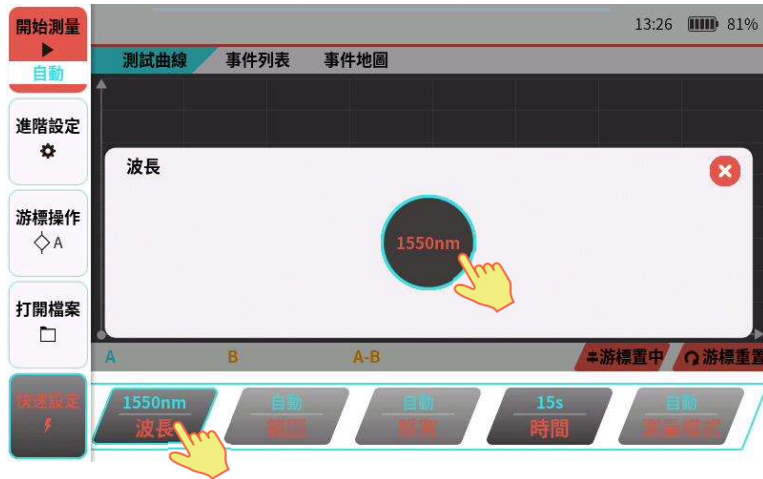 開始測量
自動
13:26
81%
測試曲線
事件列表
事件地圖
進階設定
波長
1550nm
游標操作
A
打開檔案
A
B
A-B
游標置中
游標重置
快速設定
1550nm
波長
自動
自動
15s
時間
自動